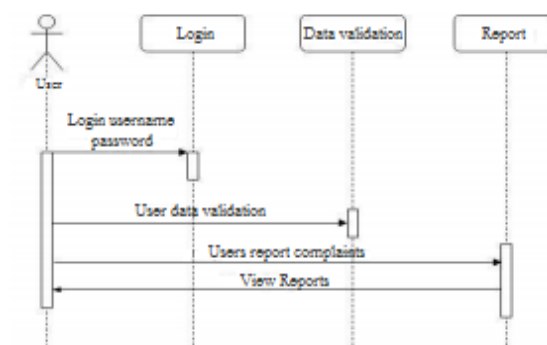 Login
Data validation
Report
User
Login username
password
User data validation
Users report complaints
View Reports